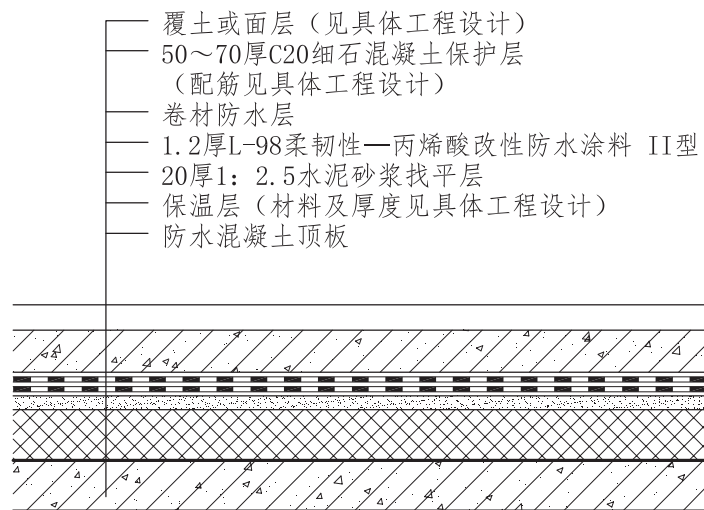 覆土或面层（见具体工程设计）
50～70厚C20细石混凝土保护层
（配筋见具体工程设计）
卷材防水层
1.2厚L-98柔韧性—丙烯酸改性防水涂料 II型
20厚1: 2.5水泥砂浆找平层
保温层（材料及厚度见具体工程设计）
防水混凝土顶板